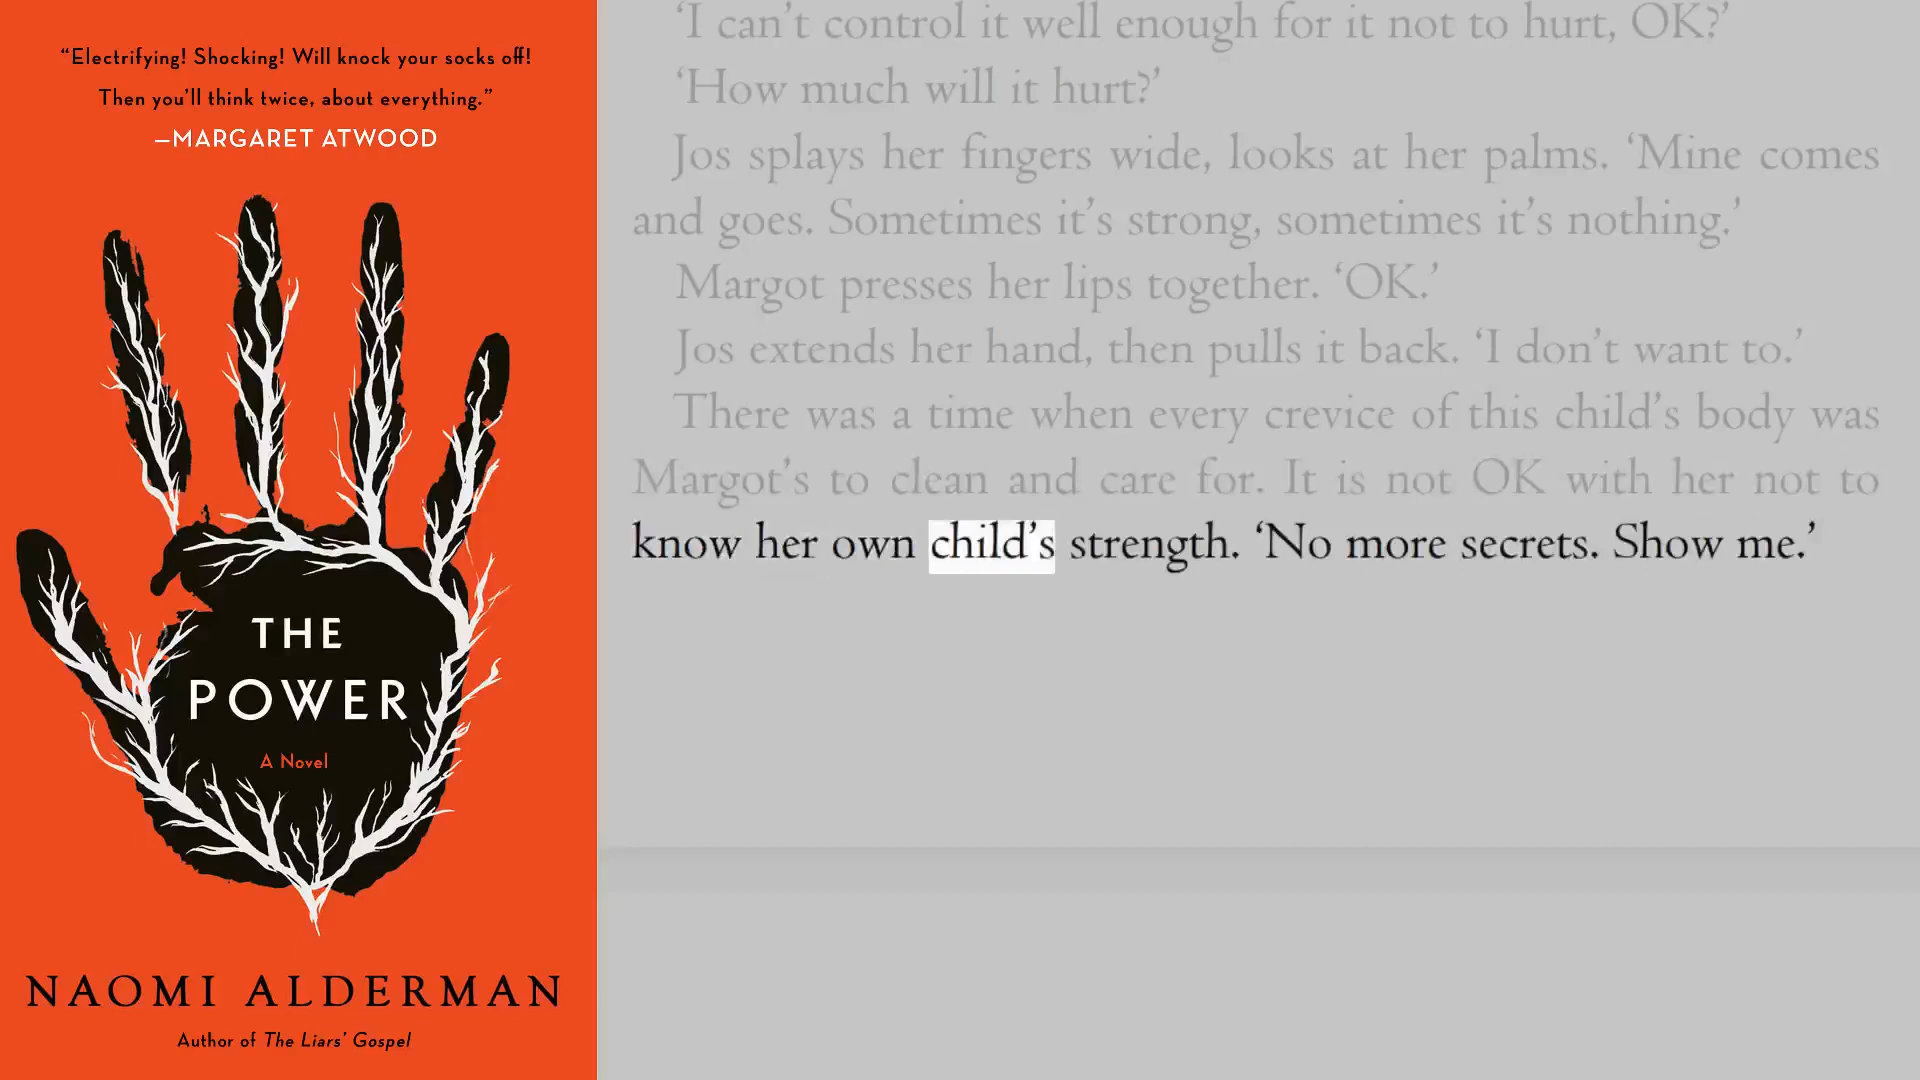 “Electrifying! Shocking! Will knock your socks off!
Then you’ll think twice, about everything.”
—MARGARET ATWOOD
THE
POWER
A Novel
NAOMI ALDERMAN
Author of The Liars’ Gospel
‘I can’t control it well enough for it not to hurt, OK?’
‘How much will it hurt?’
Jos splays her fingers wide, looks at her palms. ‘Mine comes
and goes. Sometimes it’s strong, sometimes it’s nothing.’
Margot presses her lips together. ‘OK.’
Jos extends her hand, then pulls it back. ‘I don’t want to.’
There was a time when every crevice of this child’s body was
Margot’s to clean and care for. It is not OK with her not to
know her own child’s strength. ‘No more secrets. Show me.’